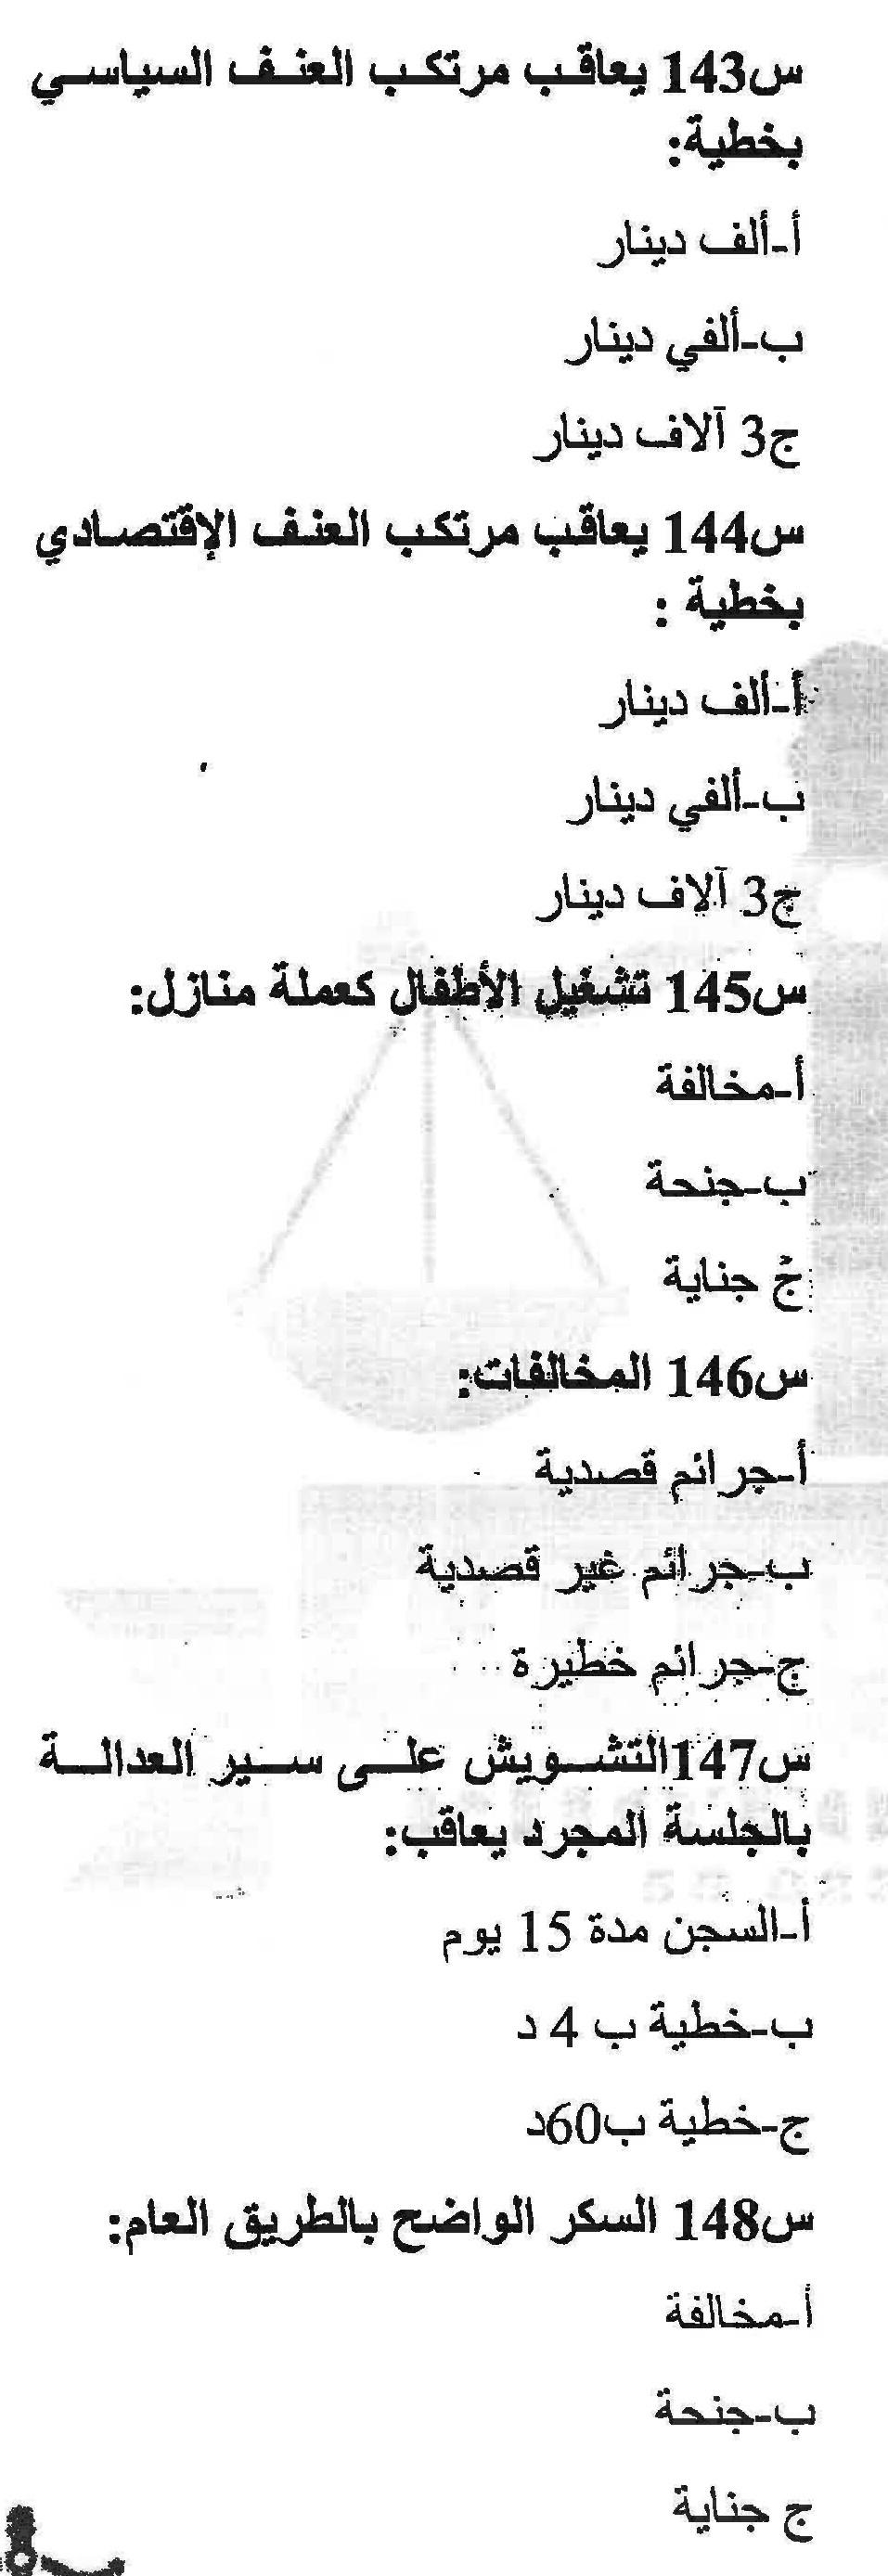 س143 يعاقب مرتكب العنف السياسي
بخطية:
أ-ألف دينار
ب-ألفي دينار
ج3 آلاف دينار
س144 يعاقب مرتكب العنف الإقتصادي
بخطية :
أ-ألف دينار
ب-ألفي دينار
ج3 آلاف دينار
س145 تشغيل الأطفال كعملة منازل:
أ-مخالفة
ب-جنحة
ج جناية
س146 المخالفات:
أ-جرائم قصدية
ب-جرائم غير قصدية
ج-جرائم خطيرة
س147التشويش على سير العدالة
بالجلسة المجرد يعاقب:
أ-السجن مدة 15 يوم
ب-خطية ب 4 د
ج-خطية ب60د
س148 السكر الواضح بالطريق العام:
أ-مخالفة
ب-جنحة
ج جناية